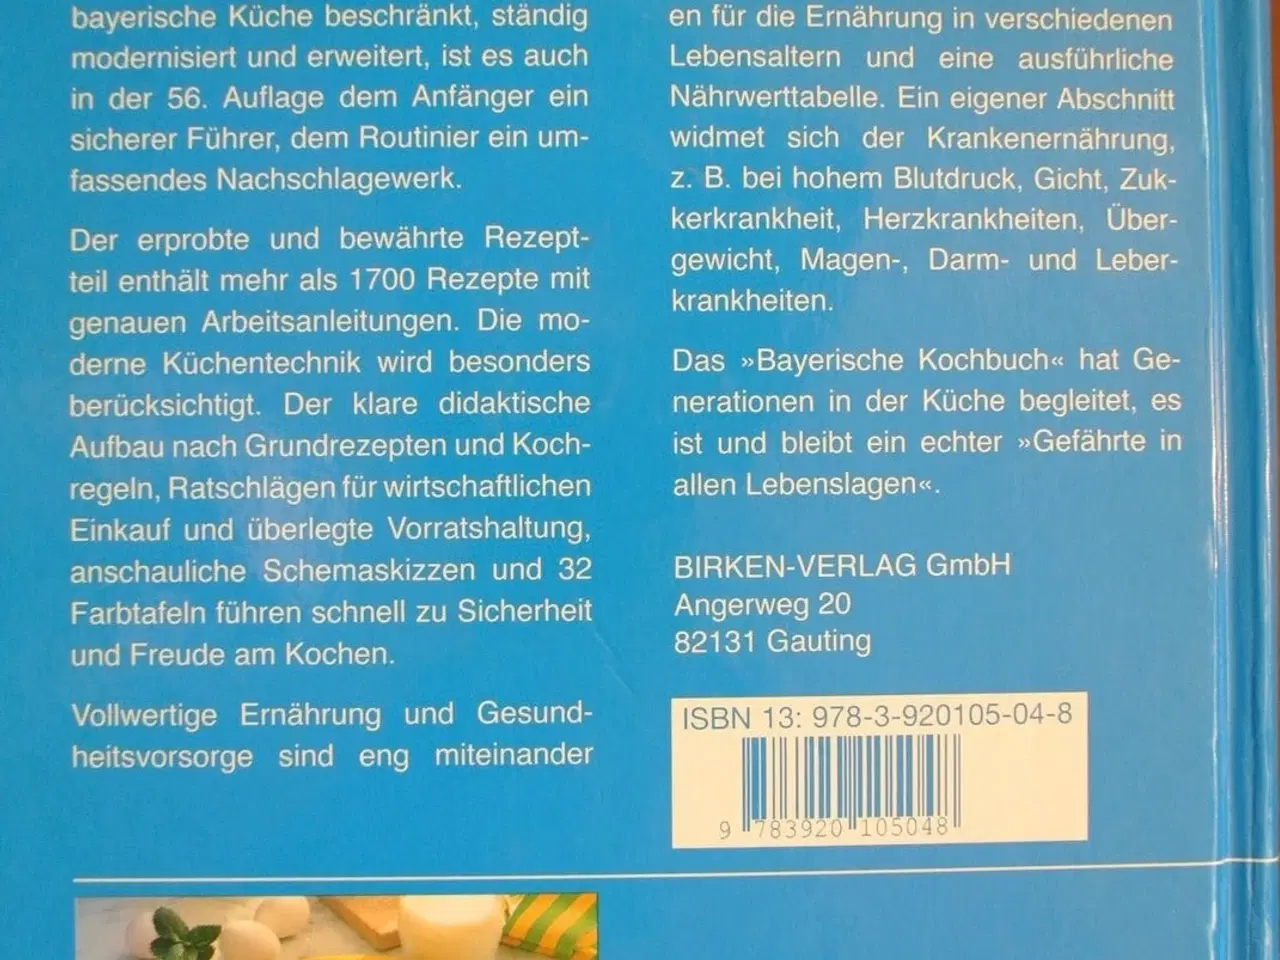 bayerische Küche beschränkt, ständig
modernisiert und erweitert, ist es auch
in der 56. Auflage dem Anfänger ein
sicherer Führer, dem Routinier ein um-
fassendes Nachschlagewerk.
Der erprobte und bewährte Rezept-
teil enthält mehr als 1700 Rezepte mit
genauen Arbeitsanleitungen. Die mo-
derne Küchentechnik wird besonders
berücksichtigt. Der klare didaktische
Aufbau nach Grundrezepten und Koch-
regeln, Ratschlägen für wirtschaftlichen
Einkauf und überlegte Vorratshaltung,
anschauliche Schemaskizzen und 32
Farbtafeln führen schnell zu Sicherheit
und Freude am Kochen.
Vollwertige Ernährung und Gesund-
heitsvorsorge sind eng miteinander
en für die Ernährung in verschiedenen
Lebensaltern und eine ausführliche
Nährwerttabelle. Ein eigener Abschnitt
widmet sich der Krankenernährung,
z. B. bei hohem Blutdruck, Gicht, Zuk-
kerkrankheit, Herzkrankheiten, Über-
gewicht, Magen-, Darm- und Leber-
krankheiten.
Das »Bayerische Kochbuch« hat Ge-
nerationen in der Küche begleitet, es
ist und bleibt ein echter »Gefährte in
allen Lebenslagen«.
BIRKEN-VERLAG GmbH
Angerweg 20
82131 Gauting
ISBN 13: 978-3-920105-04-8
9 783920 105048